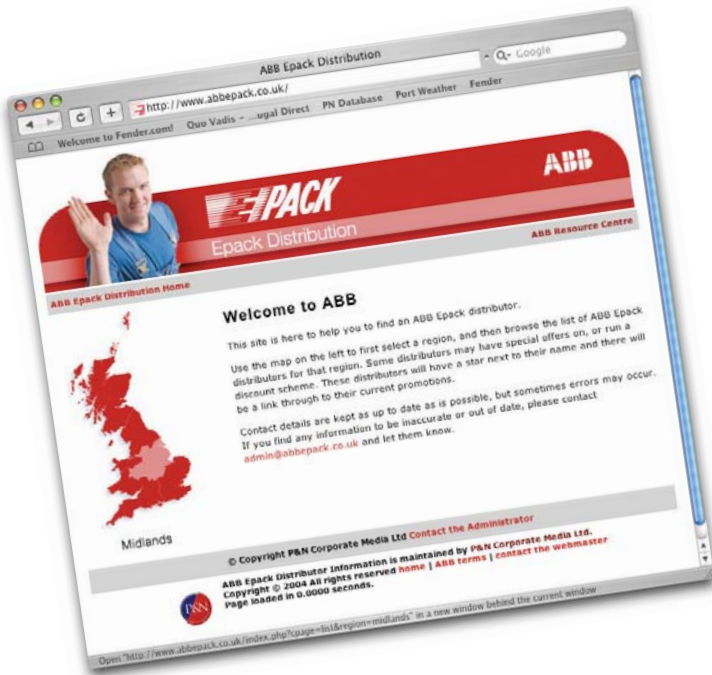 ABB Epack Distribution
http://www.abbepack.co.uk/
Google
Welcome to Fender.com! Quo Vadis – ...ugal Direct PN Database Port Weather Fender
EPACK
ABB
Epack Distribution
ABB Epack Distribution Home
ABB Resource Centre
Welcome to ABB
This site is here to help you to find an ABB Epack distributor.
Use the map on the left to first select a region, and then browse the list of ABB Epack
distributors for that region. Some distributors may have special offers on, or run a
discount scheme. These distributors will have a star next to their name and there will
be a link through to their current promotions.
Contact details are kept as up to date as is possible, but sometimes errors may occur.
If you find any information to be inaccurate or out of date, please contact
admin@abbepack.co.uk and let them know.
Midlands
© Copyright P&N Corporate Media Ltd Contact the Administrator
P&N
ABB Epack Distributor Information is maintained by P&N Corporate Media Ltd.
Copyright © 2004 All rights reserved home | ABB terms | contact the webmaster
Page loaded in 0.0000 seconds.
Open "http://www.abbepack.co.uk/index.php?cpage=list&region=midlands" in a new window behind the current window